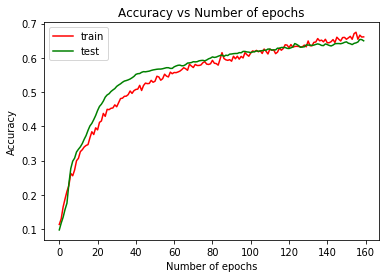 Accuracy vs Number of epochs
train
test
Accuracy
0.7
0.6
0.5
0.4
0.3
0.2
0.1
0 20 40 60 80 100 120 140 160
Number of epochs